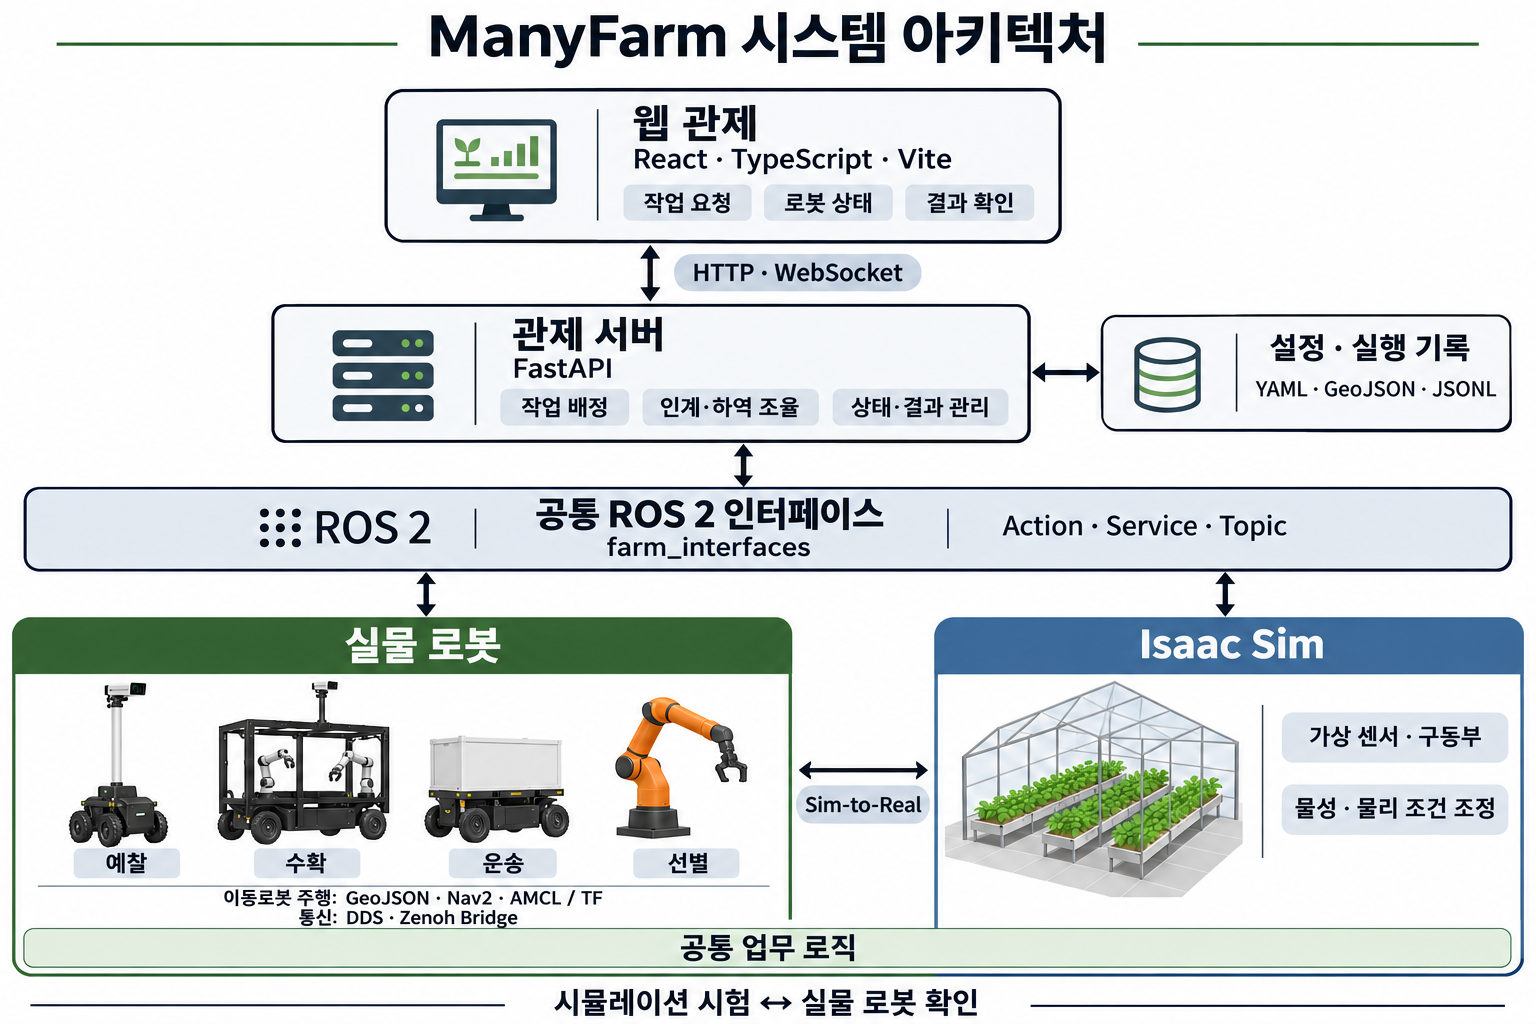 ManyFarm 시스템 아키텍처
웹 관제
React · TypeScript · Vite
작업 요청
로봇 상태
결과 확인
HTTP · WebSocket
관제 서버
FastAPI
작업 배정
인계·하역 조율
상태·결과 관리
설정 · 실행 기록
YAML · GeoJSON · JSONL
ROS 2
공통 ROS 2 인터페이스
farm_interfaces
Action · Service · Topic
실물 로봇
예찰
수확
운송
선별
이동로봇 주행: GeoJSON · Nav2 · AMCL / TF
통신: DDS · Zenoh Bridge
Sim-to-Real
Isaac Sim
가상 센서 · 구동부
물성 · 물리 조건 조정
공통 업무 로직
시뮬레이션 시험 ↔ 실물 로봇 확인